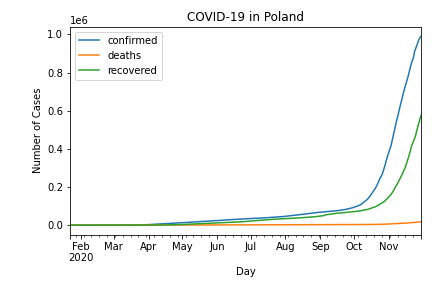 COVID-19 in Poland
1e6
1.0
0.8
0.6
0.4
0.2
0.0
Number of Cases
confirmed
deaths
recovered
Feb Mar Apr May Jun Jul Aug Sep Oct Nov
2020
Day